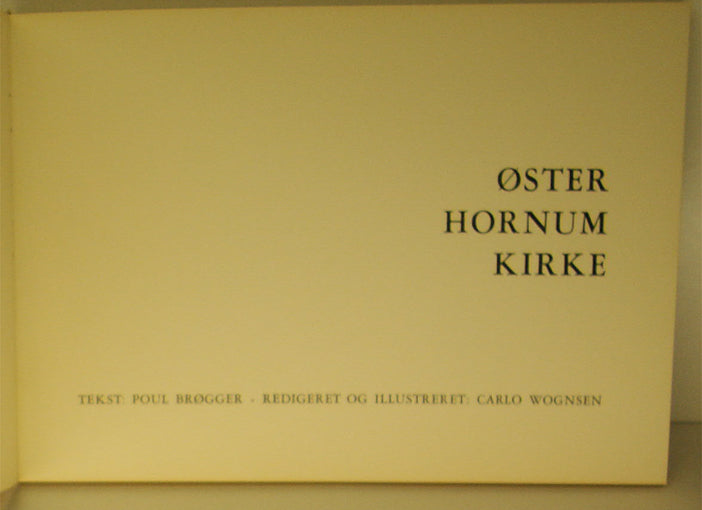 ØSTER
HORNUM
KIRKE
TEKST: POUL BRØGGER · REDIGERET OG ILLUSTRERET: CARLO WOGNSEN